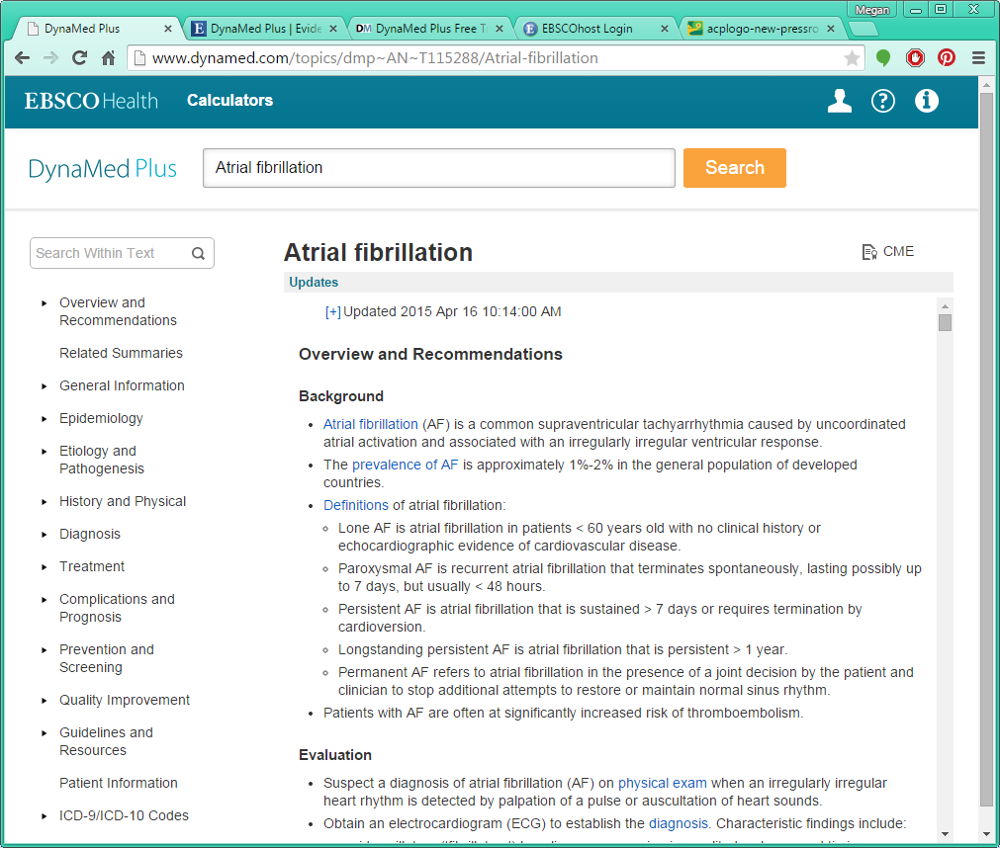 Megan
DynaMed Plus
DynaMed Plus | Evide
DM DynaMed Plus Free T
EBSCOhost Login
acplogo-new-pressro
www.dynamed.com/topics/dmp~AN~T115288/Atrial-fibrillation
EBSCO Health
Calculators
DynaMed Plus
Atrial fibrillation
Search
Search Within Text
Overview and
Recommendations
Related Summaries
General Information
Epidemiology
Etiology and
Pathogenesis
History and Physical
Diagnosis
Treatment
Complications and
Prognosis
Prevention and
Screening
Quality Improvement
Guidelines and
Resources
Patient Information
ICD-9/ICD-10 Codes
Atrial fibrillation
CME
Updates
[+] Updated 2015 Apr 16 10:14:00 AM
Overview and Recommendations
Background
• Atrial fibrillation (AF) is a common supraventricular tachyarrhythmia caused by uncoordinated
atrial activation and associated with an irregularly irregular ventricular response.
• The prevalence of AF is approximately 1%-2% in the general population of developed
countries.
• Definitions of atrial fibrillation:
◦ Lone AF is atrial fibrillation in patients < 60 years old with no clinical history or
echocardiographic evidence of cardiovascular disease.
◦ Paroxysmal AF is recurrent atrial fibrillation that terminates spontaneously, lasting possibly up
to 7 days, but usually < 48 hours.
◦ Persistent AF is atrial fibrillation that is sustained > 7 days or requires termination by
cardioversion.
◦ Longstanding persistent AF is atrial fibrillation that is persistent > 1 year.
◦ Permanent AF refers to atrial fibrillation in the presence of a joint decision by the patient and
clinician to stop additional attempts to restore or maintain normal sinus rhythm.
• Patients with AF are often at significantly increased risk of thromboembolism.
Evaluation
• Suspect a diagnosis of atrial fibrillation (AF) on physical exam when an irregularly irregular
heart rhythm is detected by palpation of a pulse or auscultation of heart sounds.
• Obtain an electrocardiogram (ECG) to establish the diagnosis. Characteristic findings include: